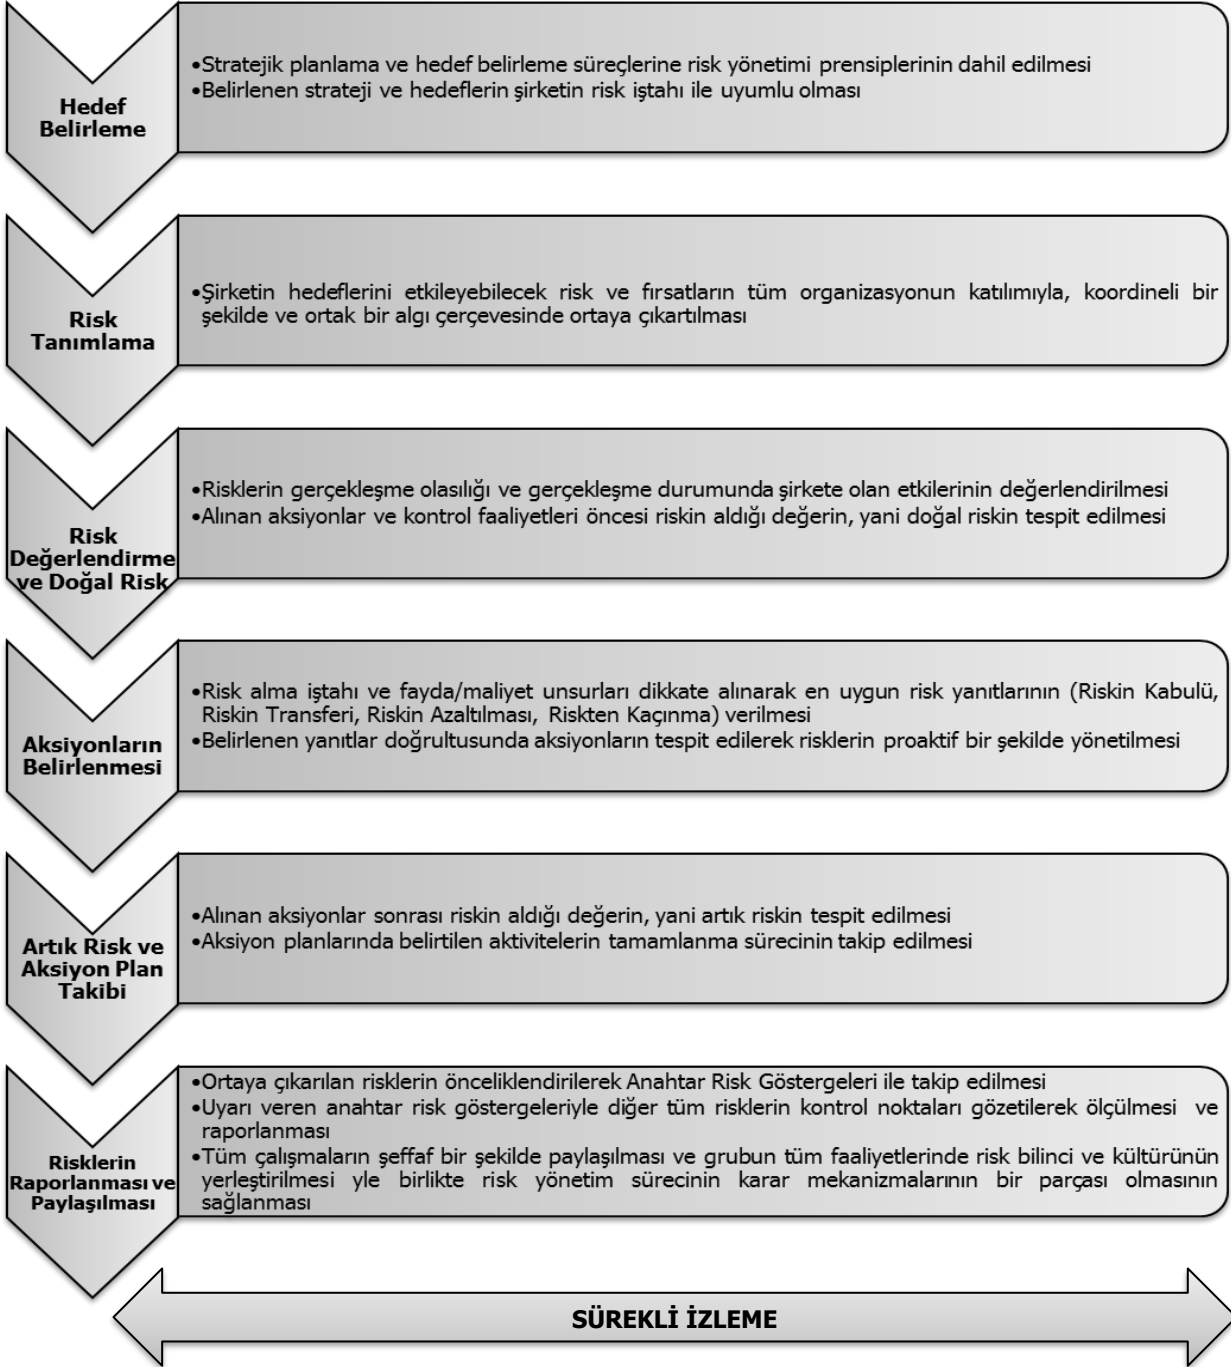 Hedef
Belirleme
•Stratejik planlama ve hedef belirleme süreçlerine risk yönetimi prensiplerinin dahil edilmesi
•Belirlenen strateji ve hedeflerin şirketin risk iştahı ile uyumlu olması
Risk
Tanımlama
•Şirketin hedeflerini etkileyebilecek risk ve fırsatların tüm organizasyonun katılımıyla, koordineli bir
şekilde ve ortak bir algı çerçevesinde ortaya çıkartılması
Risk
Değerlendirme
ve Doğal Risk
•Risklerin gerçekleşme olasılığı ve gerçekleşme durumunda şirkete olan etkilerinin değerlendirilmesi
•Alınan aksiyonlar ve kontrol faaliyetleri öncesi riskin aldığı değerin, yani doğal riskin tespit edilmesi
Aksiyonların
Belirlenmesi
•Risk alma iştahı ve fayda/maliyet unsurları dikkate alınarak en uygun risk yanıtlarının (Riskin Kabulü,
Riskin Transferi, Riskin Azaltılması, Riskten Kaçınma) verilmesi
•Belirlenen yanıtlar doğrultusunda aksiyonların tespit edilerek risklerin proaktif bir şekilde yönetilmesi
Artık Risk ve
Aksiyon Plan
Takibi
•Alınan aksiyonlar sonrası riskin aldığı değerin, yani artık riskin tespit edilmesi
•Aksiyon planlarında belirtilen aktivitelerin tamamlanma sürecinin takip edilmesi
Risklerin
Raporlanması ve
Paylaşılması
•Ortaya çıkarılan risklerin önceliklendirilerek Anahtar Risk Göstergeleri ile takip edilmesi
•Uyarı veren anahtar risk göstergeleriyle diğer tüm risklerin kontrol noktaları gözetilerek ölçülmesi ve
raporlanması
•Tüm çalışmaların şeffaf bir şekilde paylaşılması ve grubun tüm faaliyetlerinde risk bilinci ve kültürünün
yerleştirilmesi yle birlikte risk yönetim sürecinin karar mekanizmalarının bir parçası olmasının
sağlanması
SÜREKLİ İZLEME